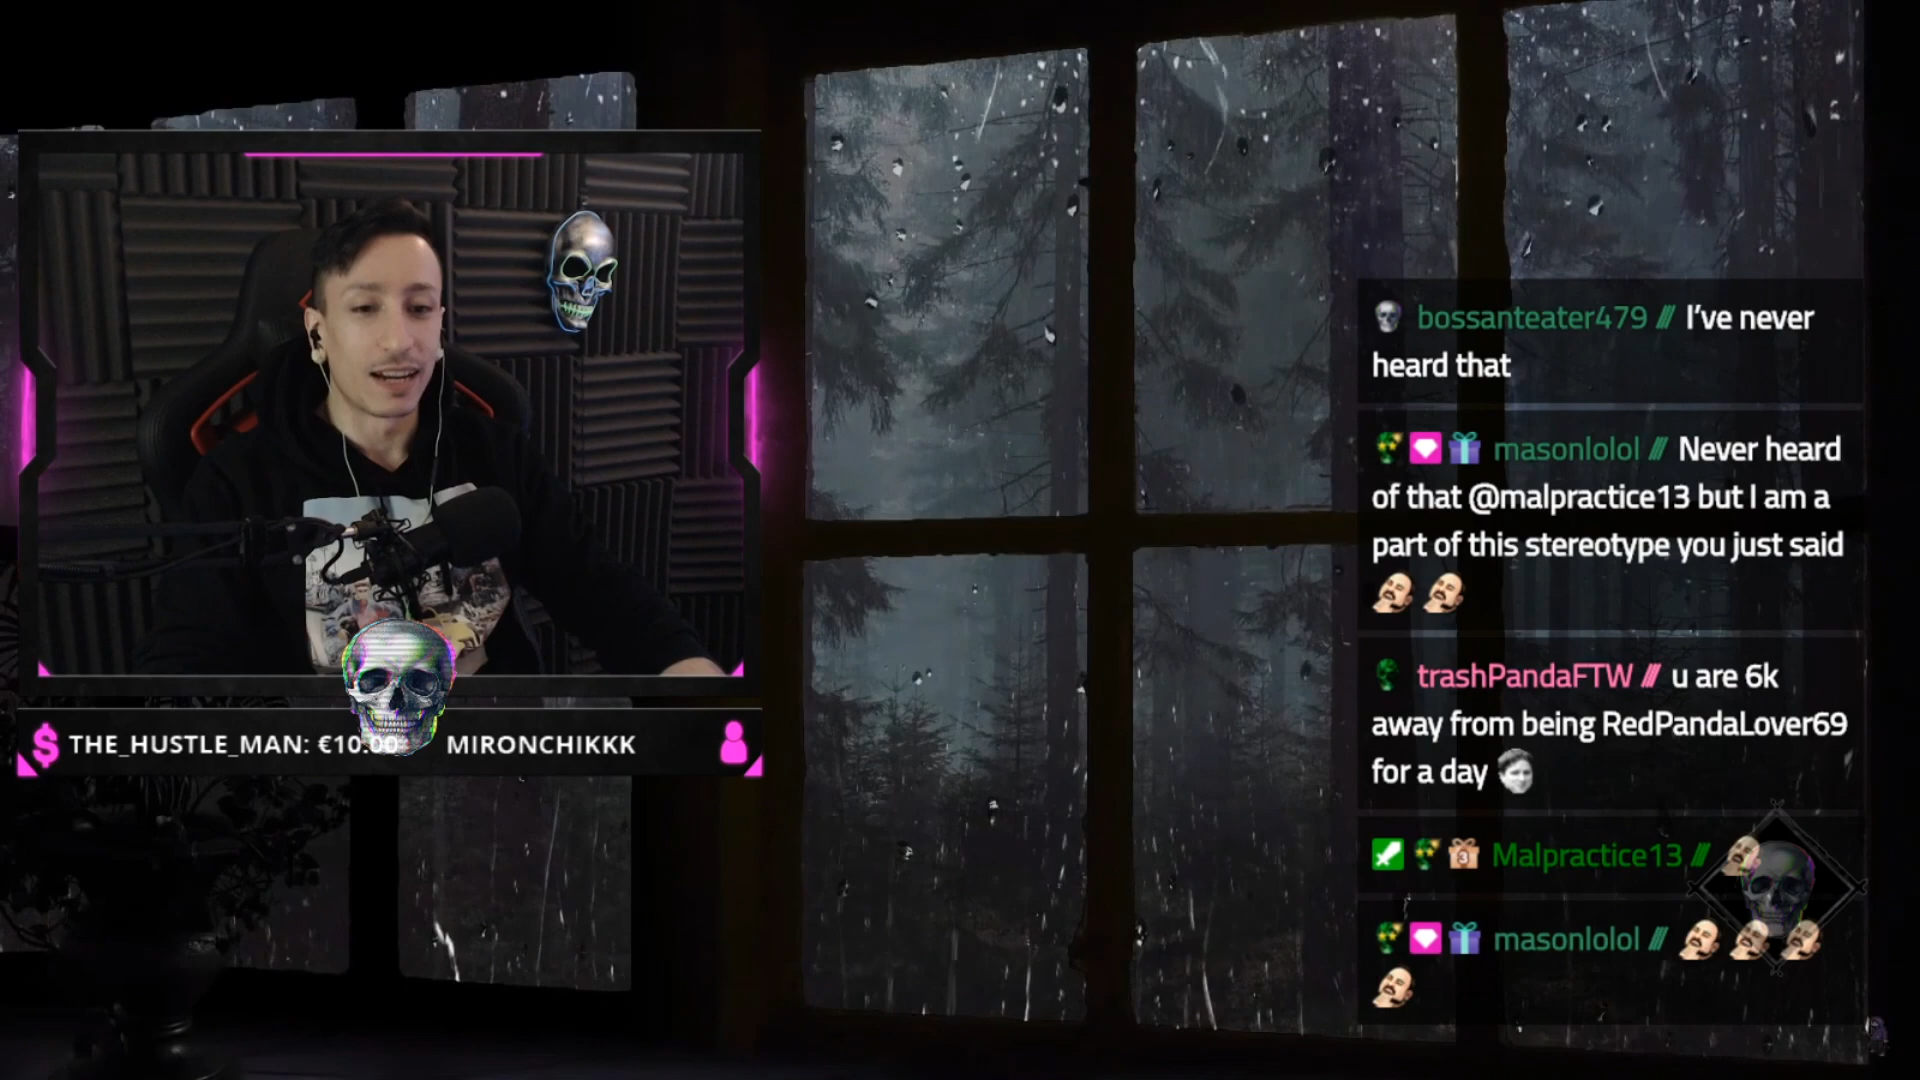 THE_HUSTLE_MAN: €10.00
MIRONCHIKKK
bossanteater479 /// I've never
heard that
masonlolol /// Never heard
of that @malpractice13 but I am a
part of this stereotype you just said
trashPandaFTW /// u are 6k
away from being RedPandaLover69
for a day
3 Malpractice13 ///
masonlolol ///